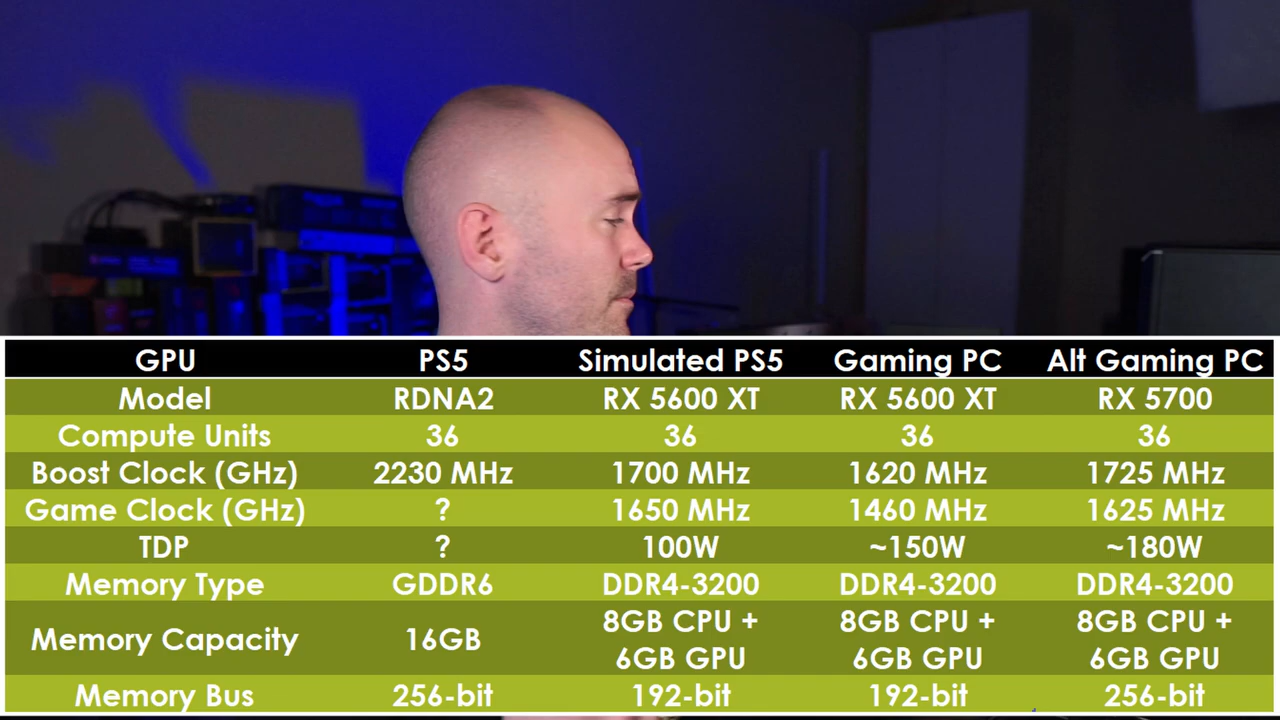 GPU PS5 Simulated PS5 Gaming PC Alt Gaming PC
Model RDNA2 RX 5600 XT RX 5600 XT RX 5700
Compute Units 36 36 36 36
Boost Clock (GHz) 2230 MHz 1700 MHz 1620 MHz 1725 MHz
Game Clock (GHz) ? 1650 MHz 1460 MHz 1625 MHz
TDP ? 100W ~150W ~180W
Memory Type GDDR6 DDR4-3200 DDR4-3200 DDR4-3200
Memory Capacity 16GB 8GB CPU + 6GB GPU 8GB CPU + 6GB GPU 8GB CPU + 6GB GPU
Memory Bus 256-bit 192-bit 192-bit 256-bit